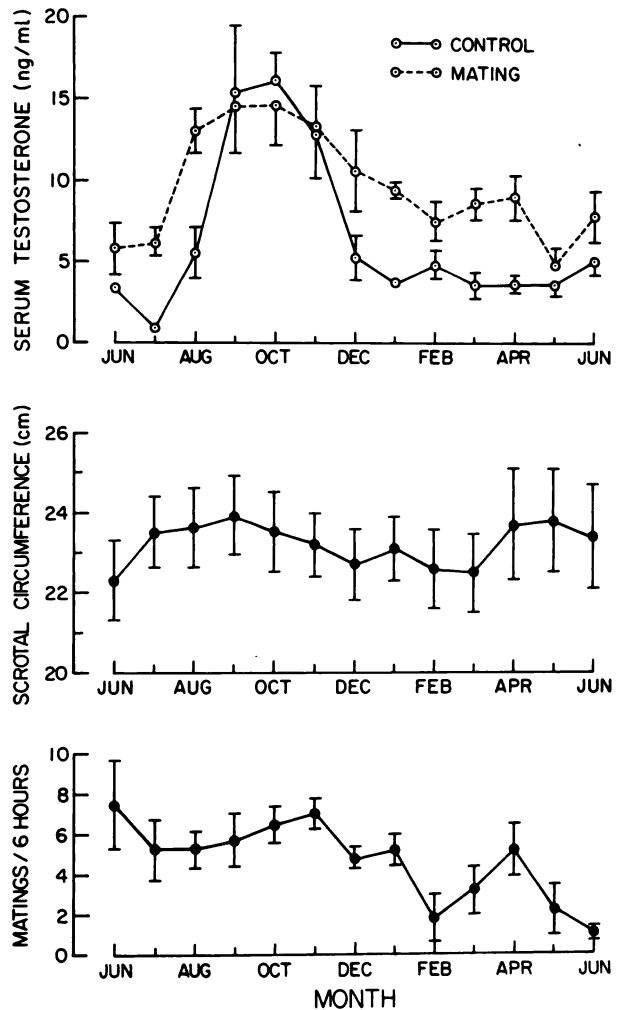 SERUM TESTOSTERONE (ng/ml)
20
15
10
5
0
CONTROL
MATING
JUN AUG OCT DEC FEB APR JUN
SCROTAL CIRCUMFERENCE (cm)
26
24
22
20
JUN AUG OCT DEC FEB APR JUN
MATINGS/6 HOURS
10
8
6
4
2
0
JUN AUG OCT DEC FEB APR JUN
MONTH